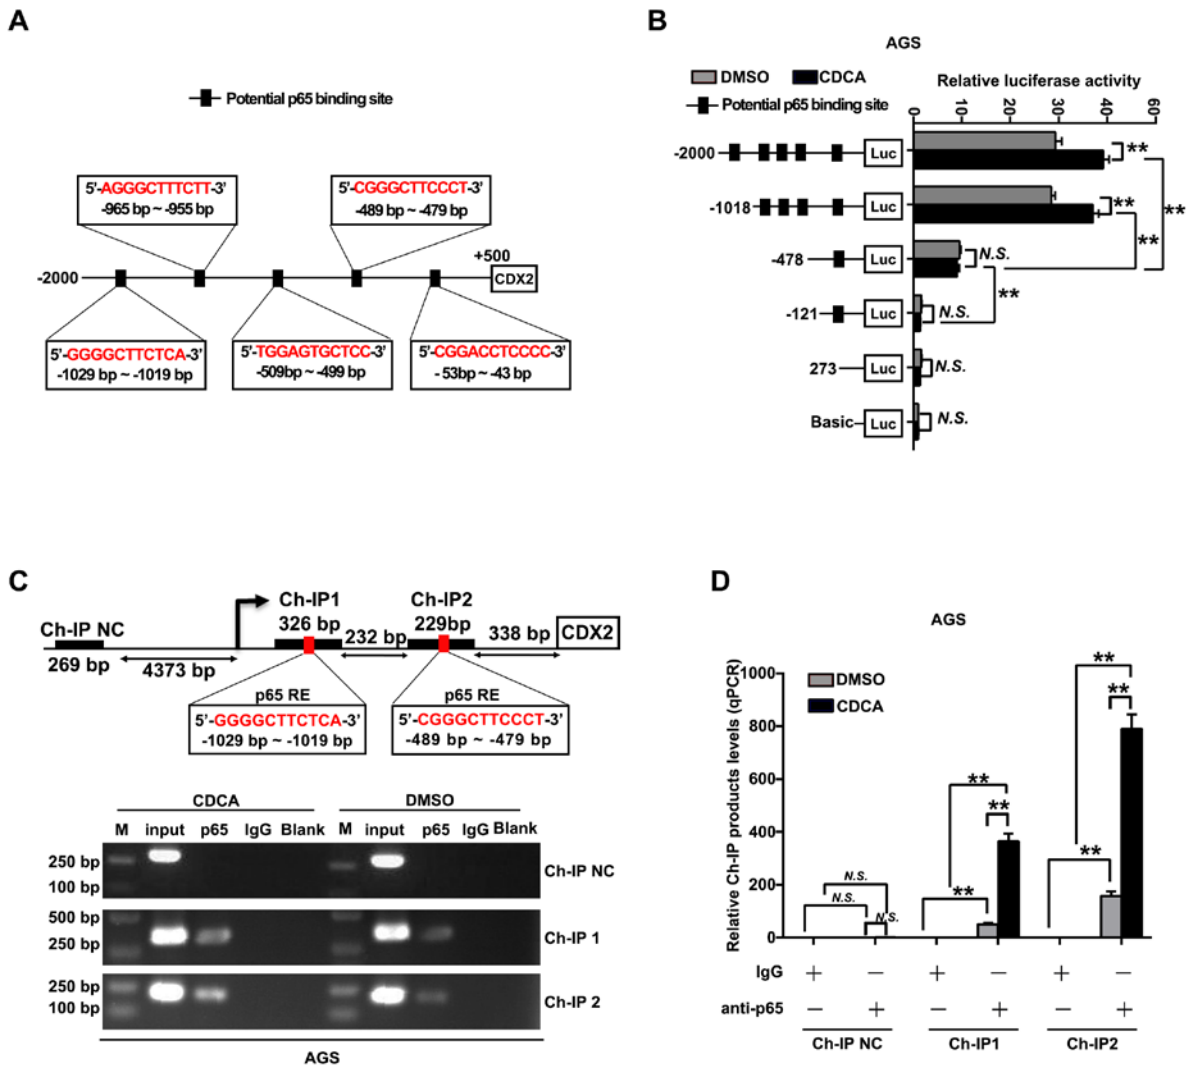 A
Potential p65 binding site
5'-AGGGCTTTCTT-3'
-965 bp ~ -955 bp
5'-CGGGCTTCCCT-3'
-489 bp ~ -479 bp
-2000
+500
CDX2
5'-GGGGCTTCTCA-3'
-1029 bp ~ -1019 bp
5'-TGGAGTGCTCC-3'
-509bp ~ -499 bp
5'-CGGACCTCCCC-3'
- 53bp ~ -43 bp
B
AGS
DMSO
CDCA
Relative luciferase activity
Potential p65 binding site
0 10 20 30 40 50 60
-2000 Luc **
-1018 Luc ** ** **
-478 Luc N.S. **
-121 Luc N.S.
273 Luc N.S.
Basic Luc N.S.
C
Ch-IP NC
269 bp
4373 bp
Ch-IP1
326 bp
232 bp
Ch-IP2
229bp
338 bp
CDX2
p65 RE
5'-GGGGCTTCTCA-3'
-1029 bp ~ -1019 bp
p65 RE
5'-CGGGCTTCCCT-3'
-489 bp ~ -479 bp
CDCA DMSO
M input p65 IgG Blank M input p65 IgG Blank
250 bp
100 bp
Ch-IP NC
500 bp
250 bp
Ch-IP 1
250 bp
100 bp
Ch-IP 2
AGS
D
AGS
Relative Ch-IP products levels (qPCR)
DMSO
CDCA
1000
800
600
400
200
0
N.S.
N.S.
N.S.
**
**
**
**
**
**
IgG + − + − + −
anti-p65 − + − + − +
Ch-IP NC Ch-IP1 Ch-IP2